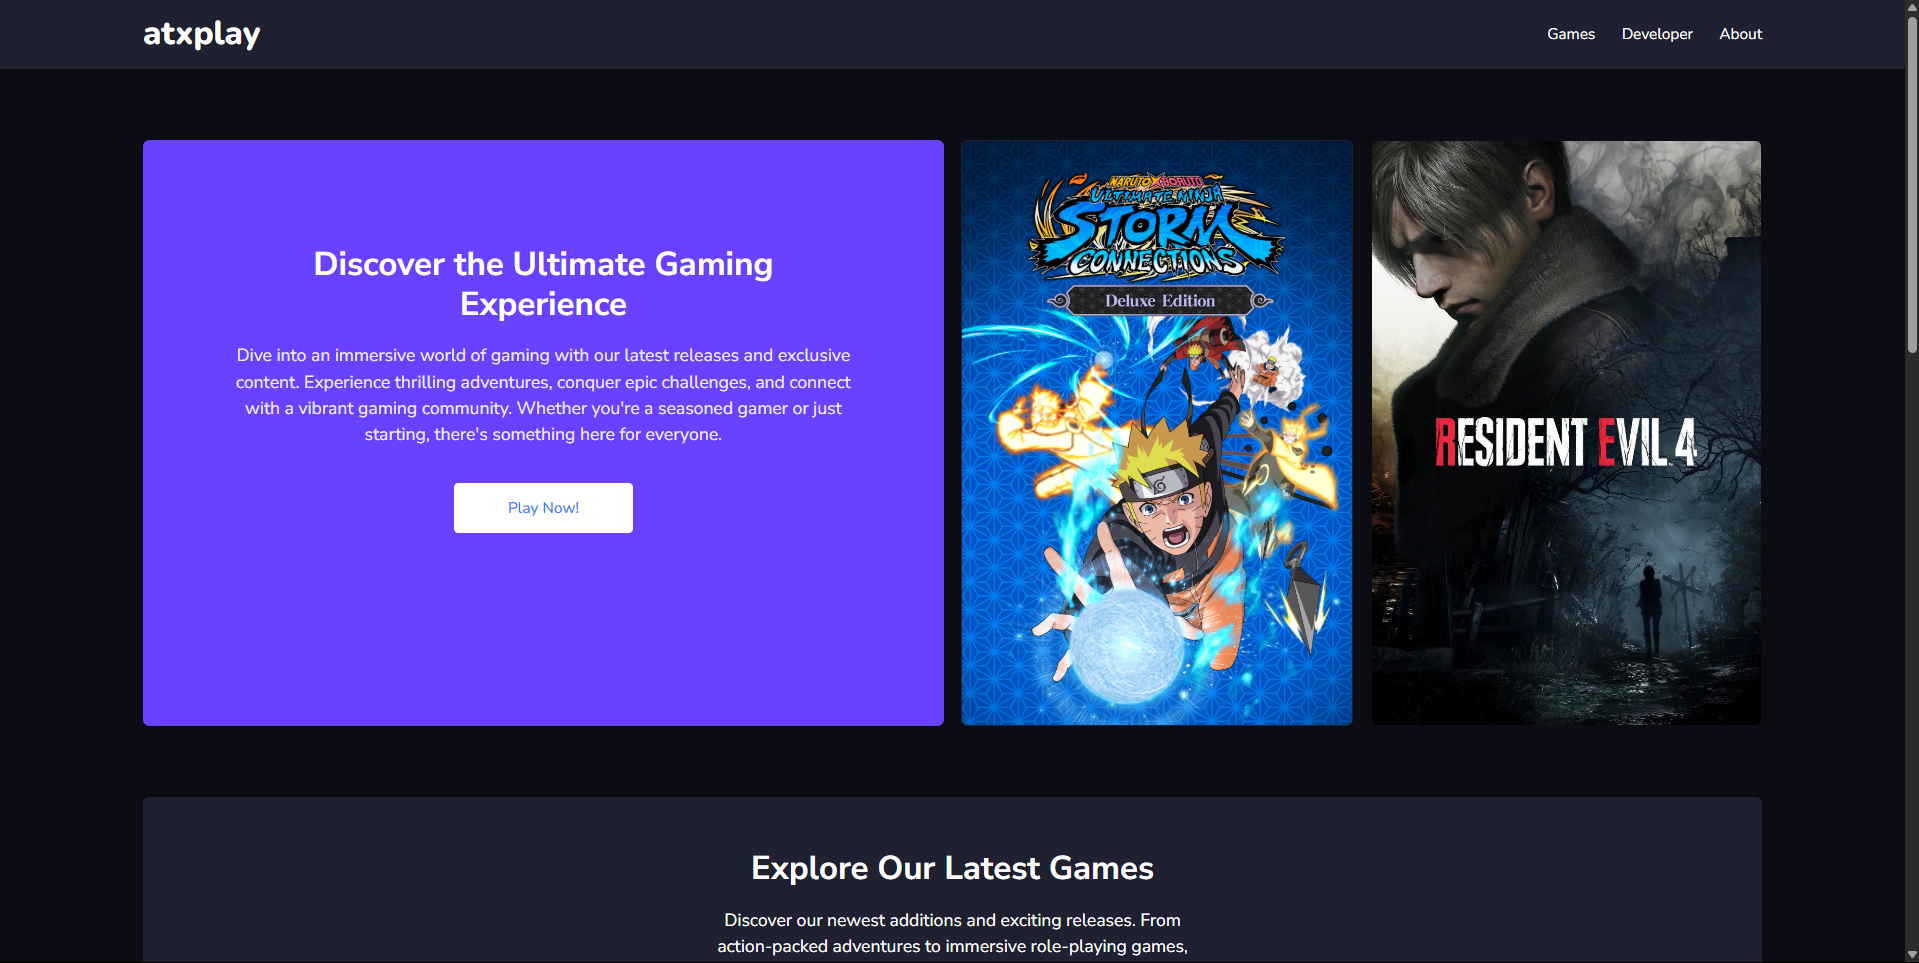 atxplay
Games
Developer
About
Discover the Ultimate Gaming
Experience
Dive into an immersive world of gaming with our latest releases and exclusive
content. Experience thrilling adventures, conquer epic challenges, and connect
with a vibrant gaming community. Whether you're a seasoned gamer or just
starting, there's something here for everyone.
Play Now!
NARUTO X BORUTO
ULTIMATE NINJA
STORM
CONNECTIONS
Deluxe Edition
RESIDENT EVIL 4
Explore Our Latest Games
Discover our newest additions and exciting releases. From
action-packed adventures to immersive role-playing games,